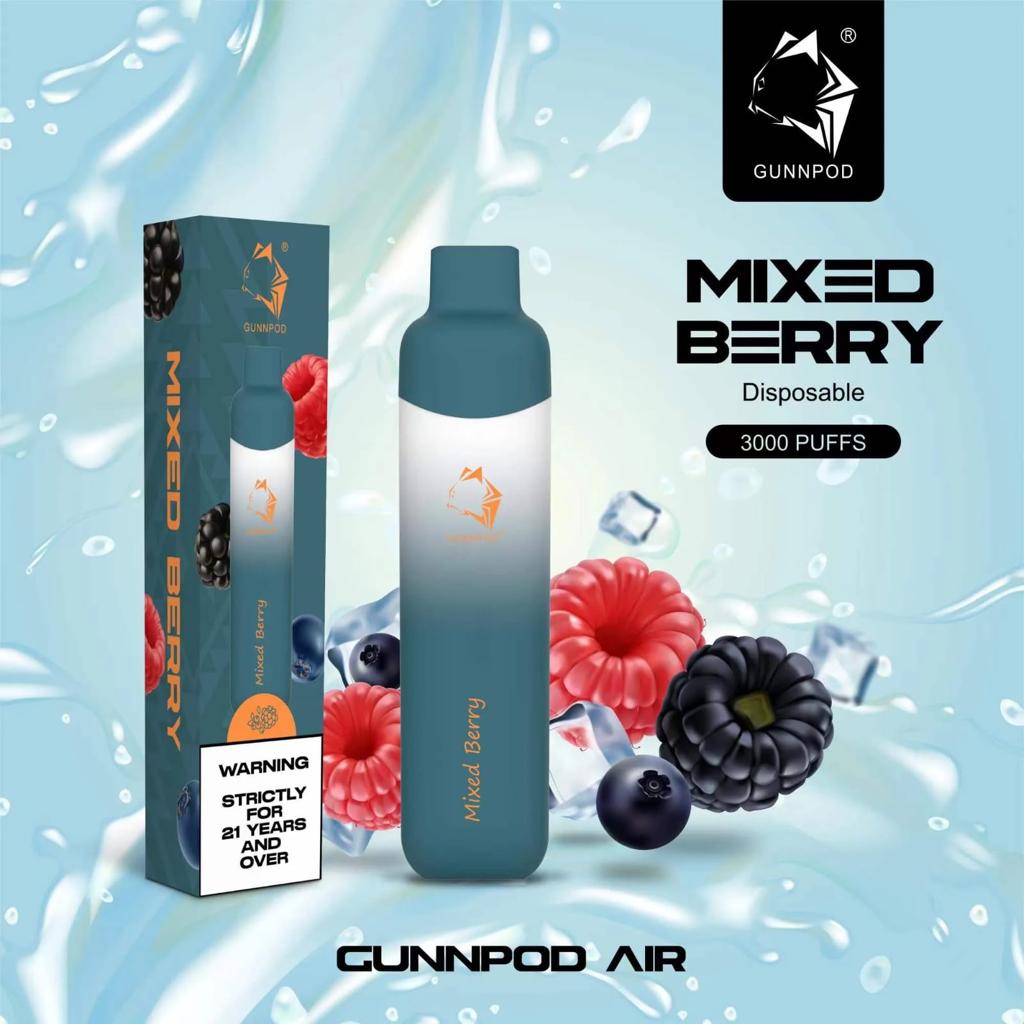 ®
GUNNPOD
MIXED
BERRY
Disposable
3000 PUFFS
®
GUNNPOD
MIXED BERRY
Mixed Berry
WARNING
STRICTLY
FOR
21 YEARS
AND
OVER
GUNNPOD
Mixed Berry
GUNNPOD AIR